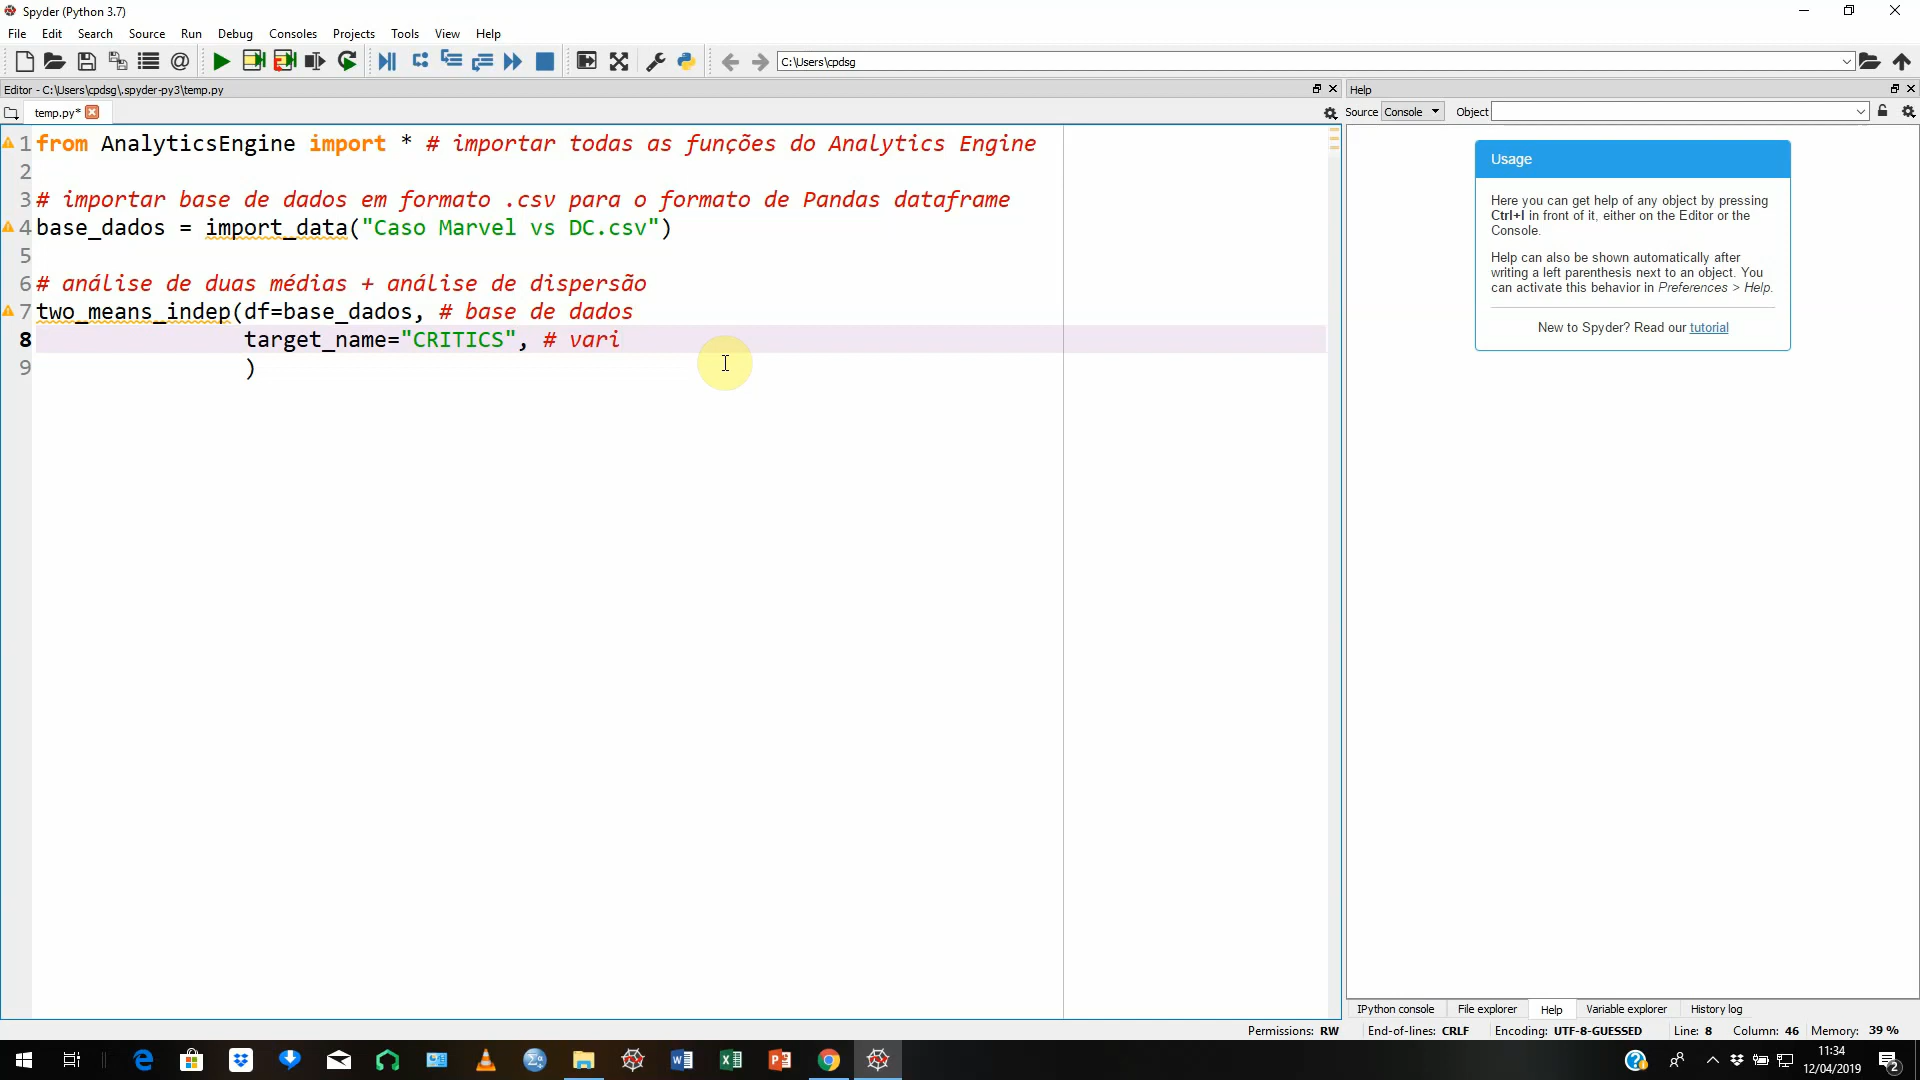 Spyder (Python 3.7)
File Edit Search Source Run Debug Consoles Projects Tools View Help
C:\Users\cpdsg
Editor - C:\Users\cpdsg\.spyder-py3\temp.py
Help
temp.py*
Source Console Object
1 from AnalyticsEngine import * # importar todas as funções do Analytics Engine
2
3 # importar base de dados em formato .csv para o formato de Pandas dataframe
4 base_dados = import_data("Caso Marvel vs DC.csv")
5
6 # análise de duas médias + análise de dispersão
7 two_means_indep(df=base_dados, # base de dados
8 target_name="CRITICS", # vari
9 )
Usage
Here you can get help of any object by pressing
Ctrl+I in front of it, either on the Editor or the
Console.
Help can also be shown automatically after
writing a left parenthesis next to an object. You
can activate this behavior in Preferences > Help.
New to Spyder? Read our tutorial
IPython console File explorer Help Variable explorer History log
Permissions: RW End-of-lines: CRLF Encoding: UTF-8-GUESSED Line: 8 Column: 46 Memory: 39 %
11:34
12/04/2019
2